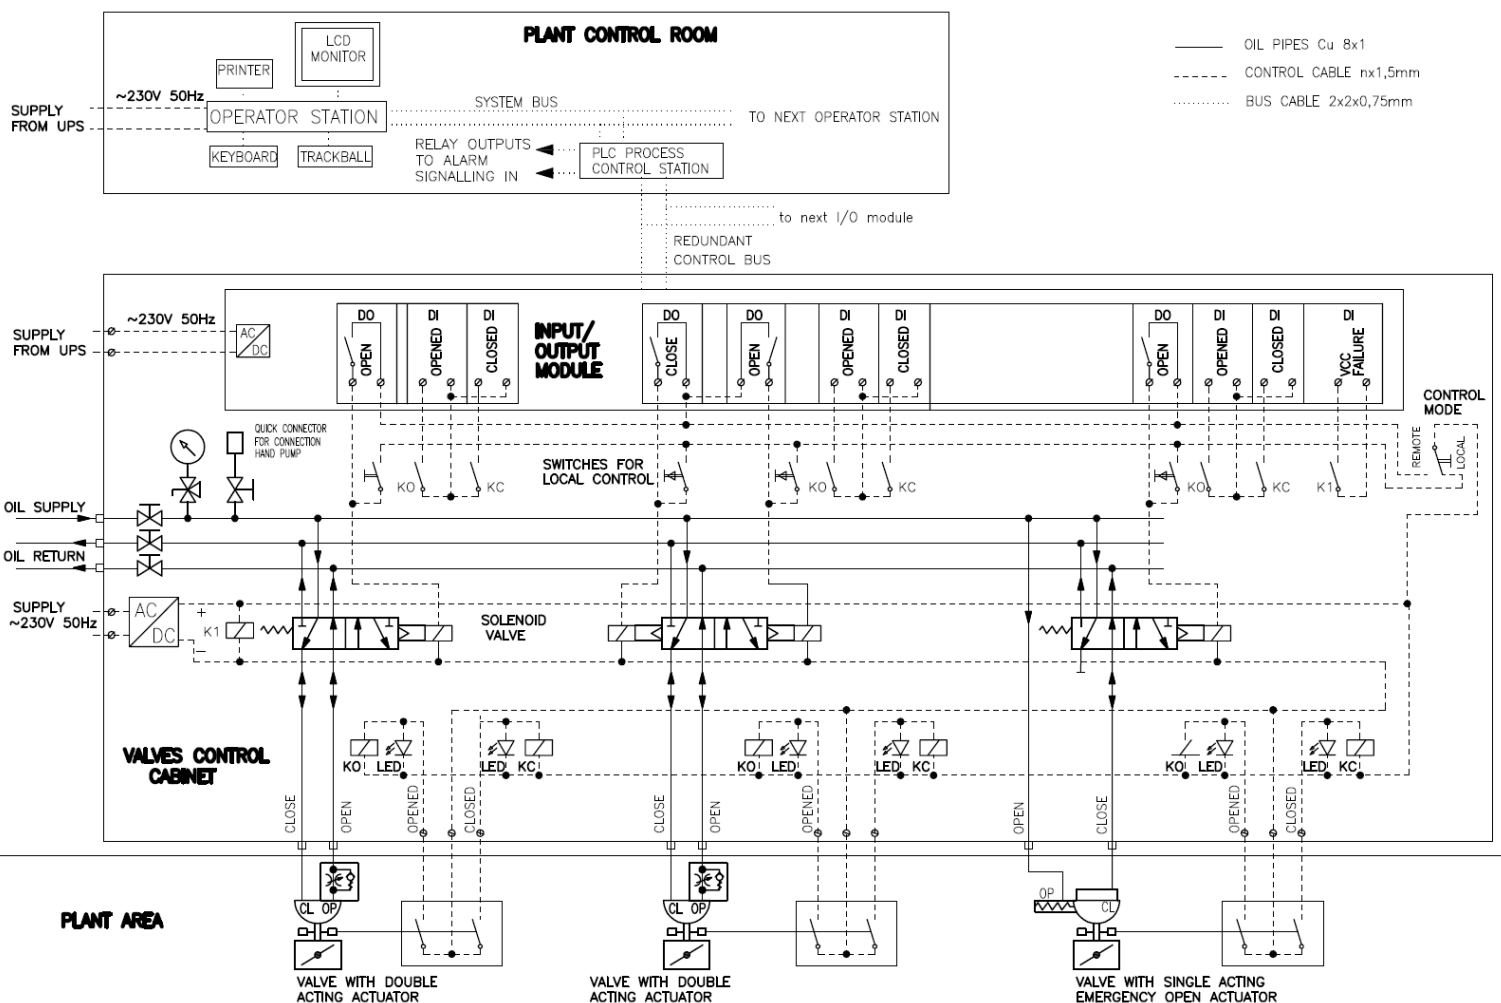 PLANT CONTROL ROOM
LCD
MONITOR
PRINTER
~230V 50Hz
SUPPLY
FROM UPS
OPERATOR STATION
SYSTEM BUS
TO NEXT OPERATOR STATION
KEYBOARD
TRACKBALL
RELAY OUTPUTS
TO ALARM
SIGNALLING IN
PLC PROCESS
CONTROL STATION
OIL PIPES Cu 8x1
CONTROL CABLE nx1,5mm
BUS CABLE 2x2x0,75mm
to next I/O module
REDUNDANT
CONTROL BUS
~230V 50Hz
SUPPLY
FROM UPS
AC
DC
DO
OPEN
DI
OPENED
DI
CLOSED
INPUT/
OUTPUT
MODULE
DO
CLOSE
DO
OPEN
DI
OPENED
DI
CLOSED
DO
OPEN
DI
OPENED
DI
CLOSED
DI
VCC
FAILURE
CONTROL
MODE
REMOTE
LOCAL
QUICK CONNECTOR
FOR CONNECTION
HAND PUMP
SWITCHES FOR
LOCAL CONTROL
KO
KC
KO
KC
KO
KC
K1
OIL SUPPLY
OIL RETURN
SUPPLY
~230V 50Hz
AC
DC
+
−
K1
SOLENOID
VALVE
VALVES CONTROL
CABINET
KO
LED
LED
KC
KO
LED
LED
KC
KO
LED
LED
KC
CLOSE
OPEN
OPENED
CLOSED
CLOSE
OPEN
OPENED
CLOSED
OPEN
CLOSE
OPENED
CLOSED
PLANT AREA
CL OP
CL OP
OP
CL
VALVE WITH DOUBLE
ACTING ACTUATOR
VALVE WITH DOUBLE
ACTING ACTUATOR
VALVE WITH SINGLE ACTING
EMERGENCY OPEN ACTUATOR